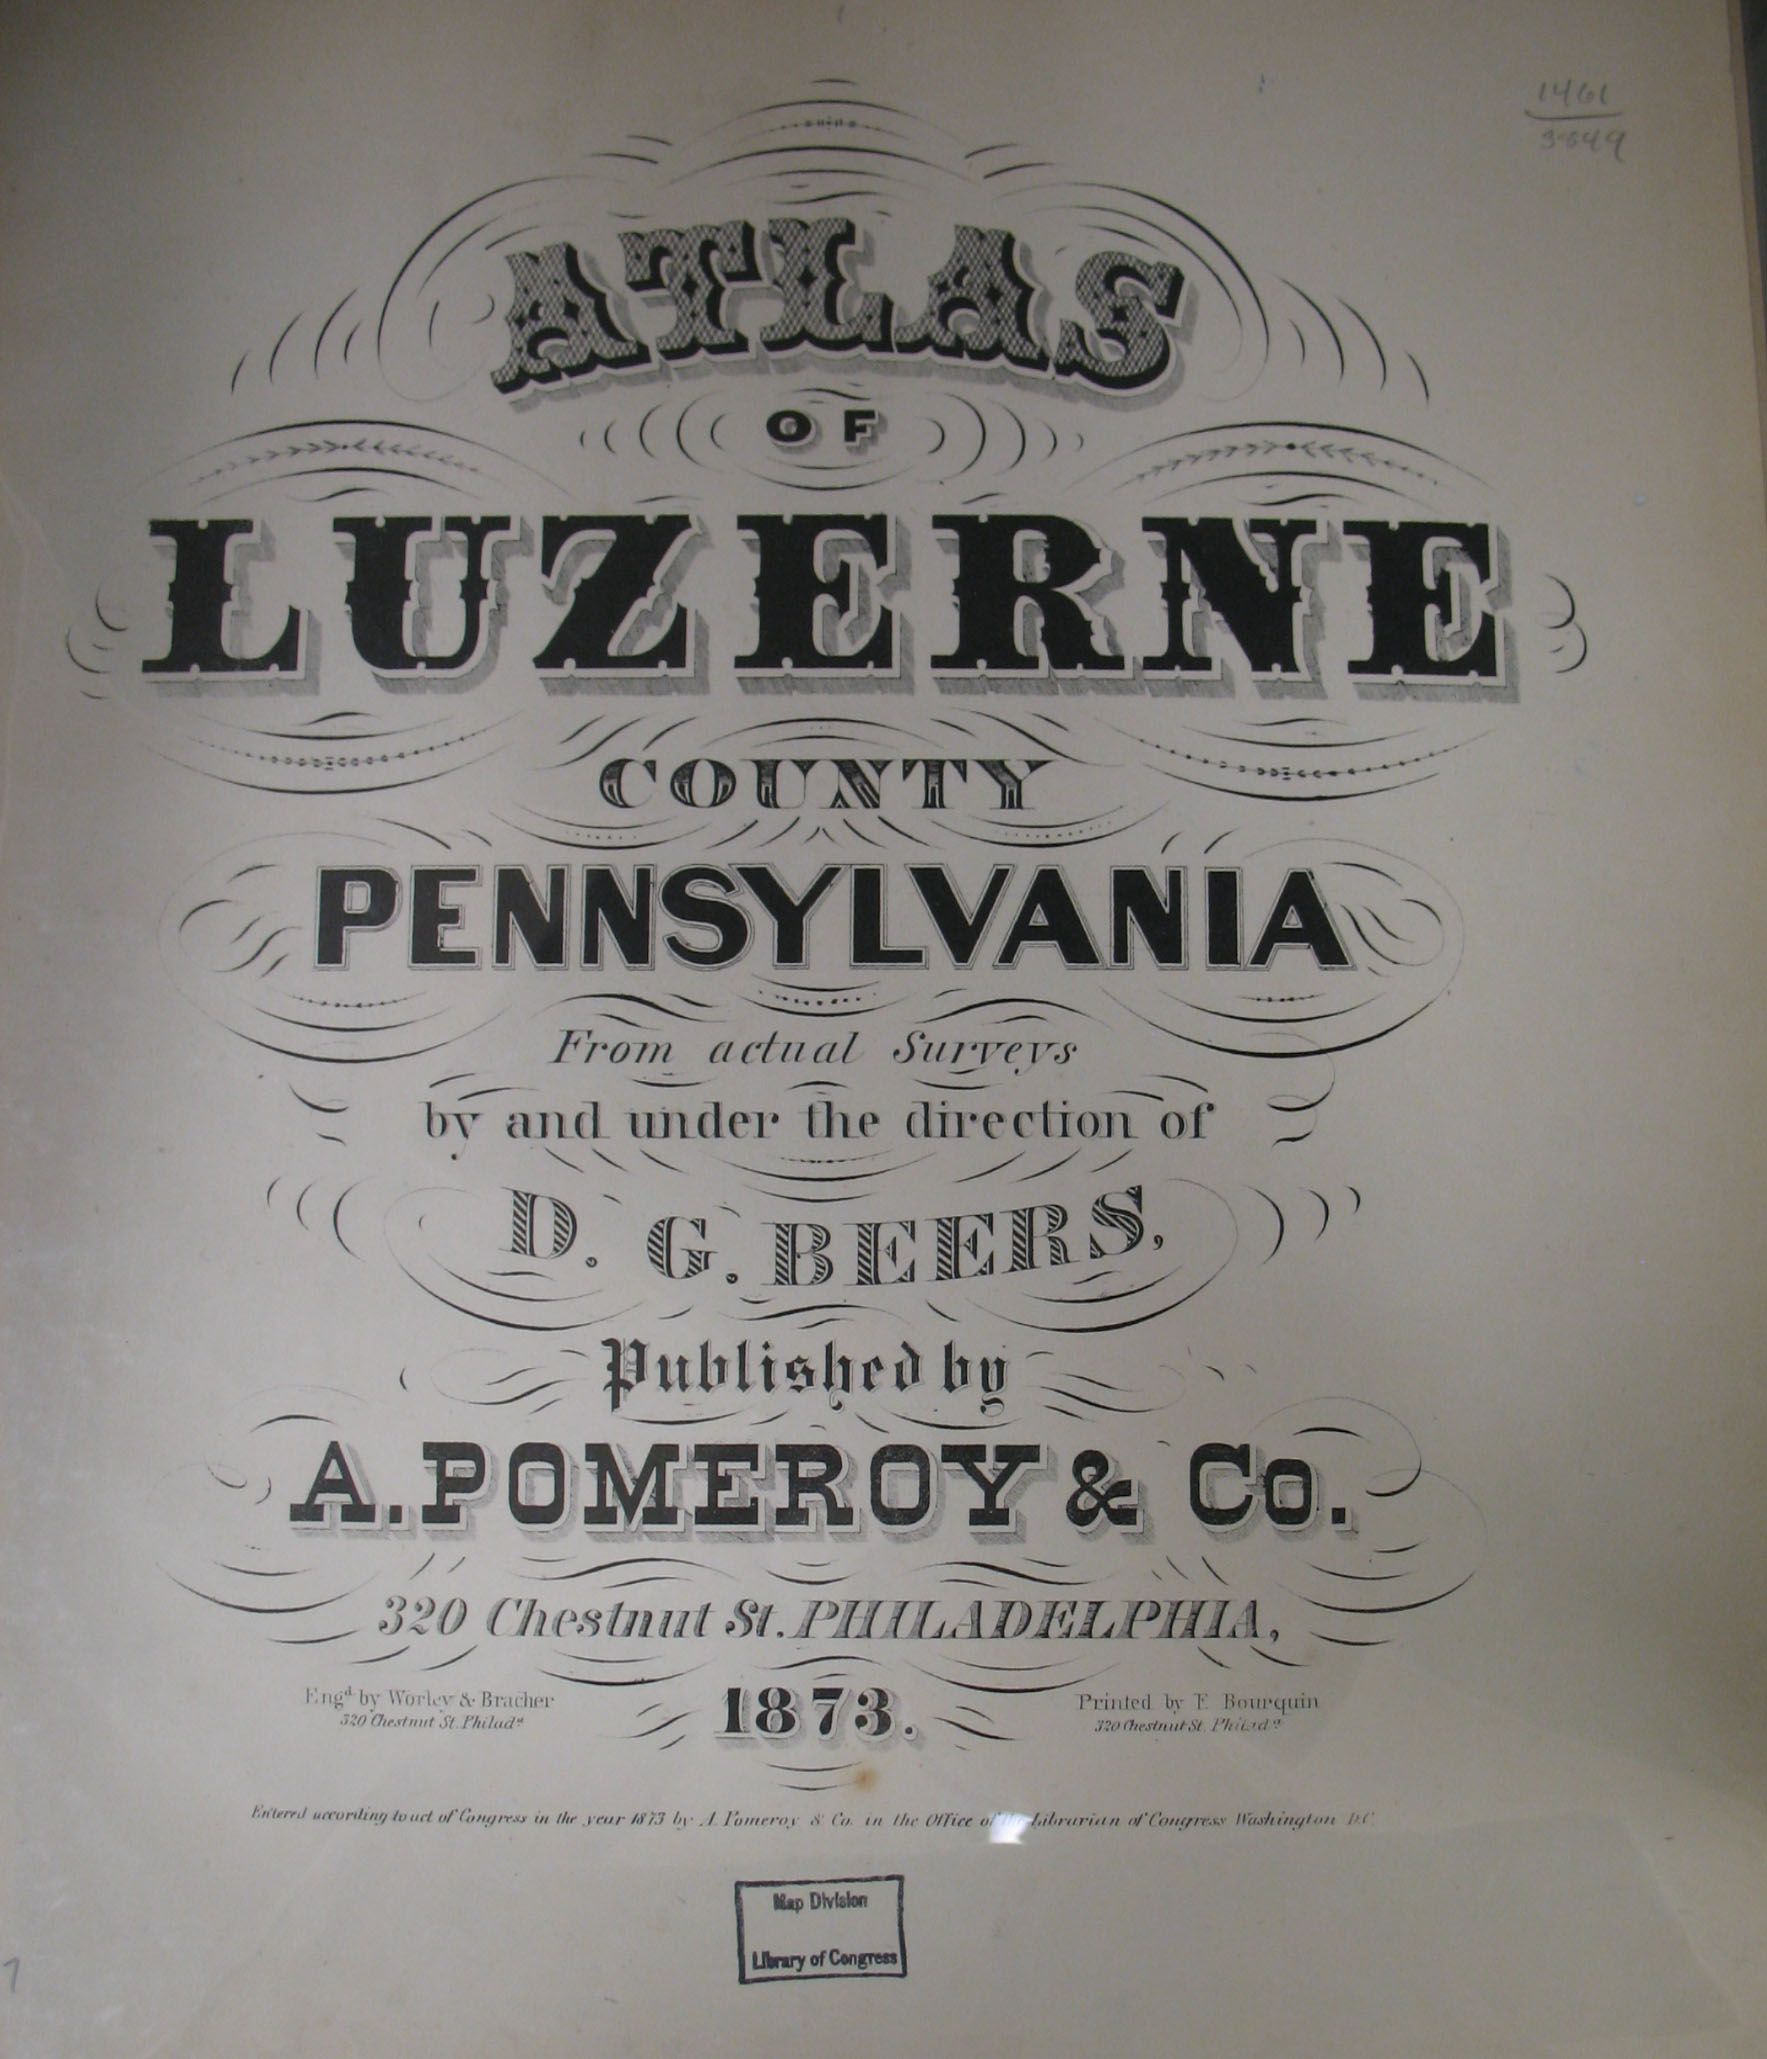 1461
ATLAS
OF
LUZERNE
COUNTY
PENNSYLVANIA
From actual Surveys
by and under the direction of
D. G. BEERS,
Published by
A. POMEROY & Co.
320 Chestnut St. PHILADELPHIA,
1873.
Engd by Worley & Bracher
320 Chestnut St. Philada
Printed by F. Bourquin
320 Chestnut St. Philada
Entered according to act of Congress in the year 1873 by A. Pomeroy & Co. in the Office of the Librarian of Congress Washington D.C.
Map Division
Library of Congress